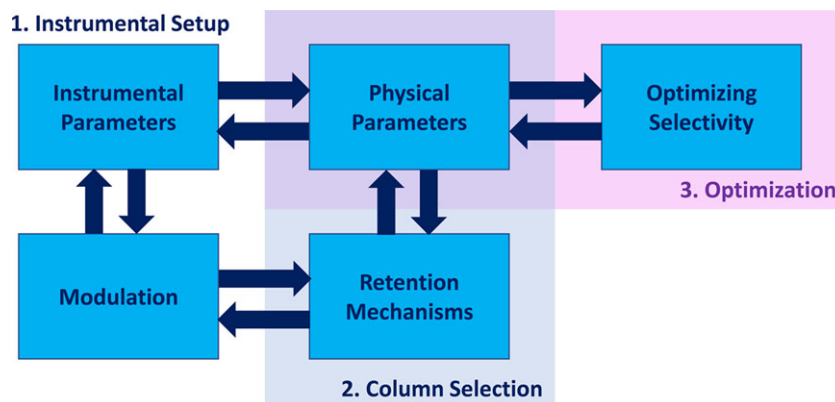 1. Instrumental Setup
Instrumental
Parameters
Physical
Parameters
Optimizing
Selectivity
3. Optimization
Modulation
Retention
Mechanisms
2. Column Selection